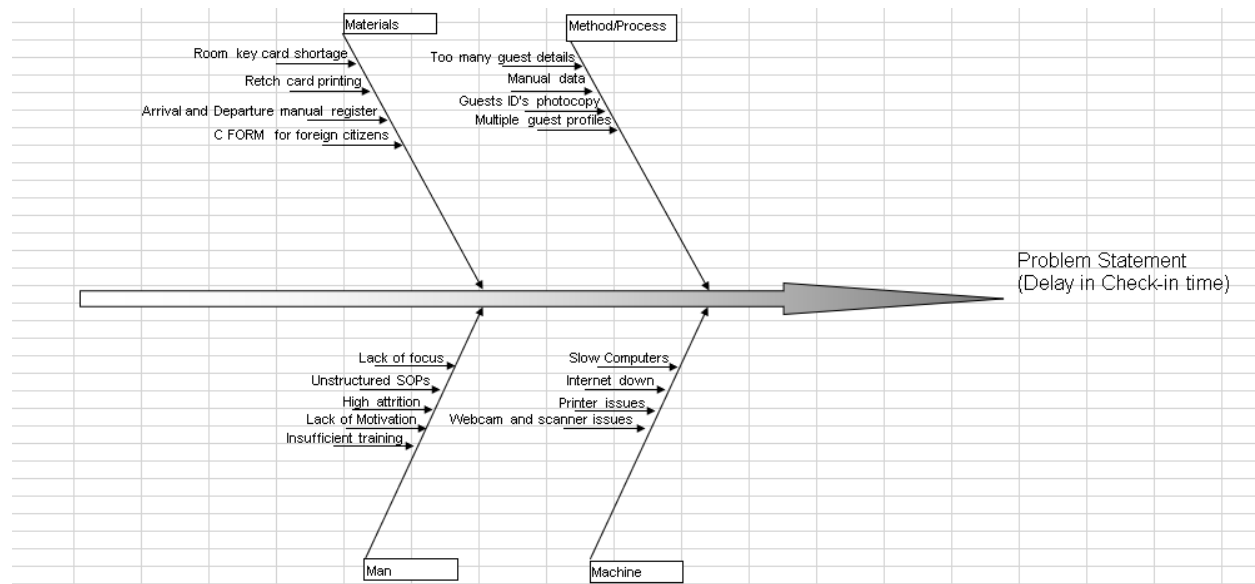 Materials
Room key card shortage
Retch card printing
Arrival and Departure manual register
C FORM for foreign citizens
Method/Process
Too many guest details
Manual data
Guests ID's photocopy
Multiple guest profiles
Problem Statement
(Delay in Check-in time)
Lack of focus
Unstructured SOPs
High attrition
Lack of Motivation
Insufficient training
Man
Slow Computers
Internet down
Printer issues
Webcam and scanner issues
Machine